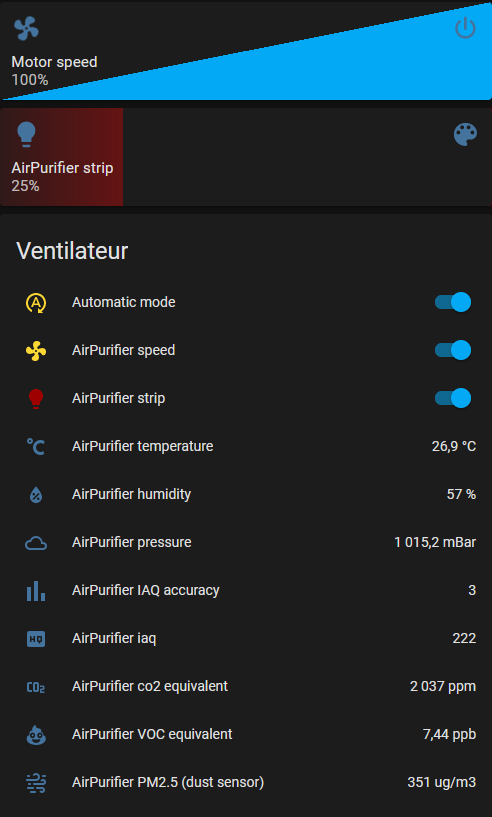 Motor speed
100%
AirPurifier strip
25%
Ventilateur
Automatic mode
AirPurifier speed
AirPurifier strip
AirPurifier temperature 26,9 °C
AirPurifier humidity 57 %
AirPurifier pressure 1 015,2 mBar
AirPurifier IAQ accuracy 3
AirPurifier iaq 222
AirPurifier co2 equivalent 2 037 ppm
AirPurifier VOC equivalent 7,44 ppb
AirPurifier PM2.5 (dust sensor) 351 ug/m3